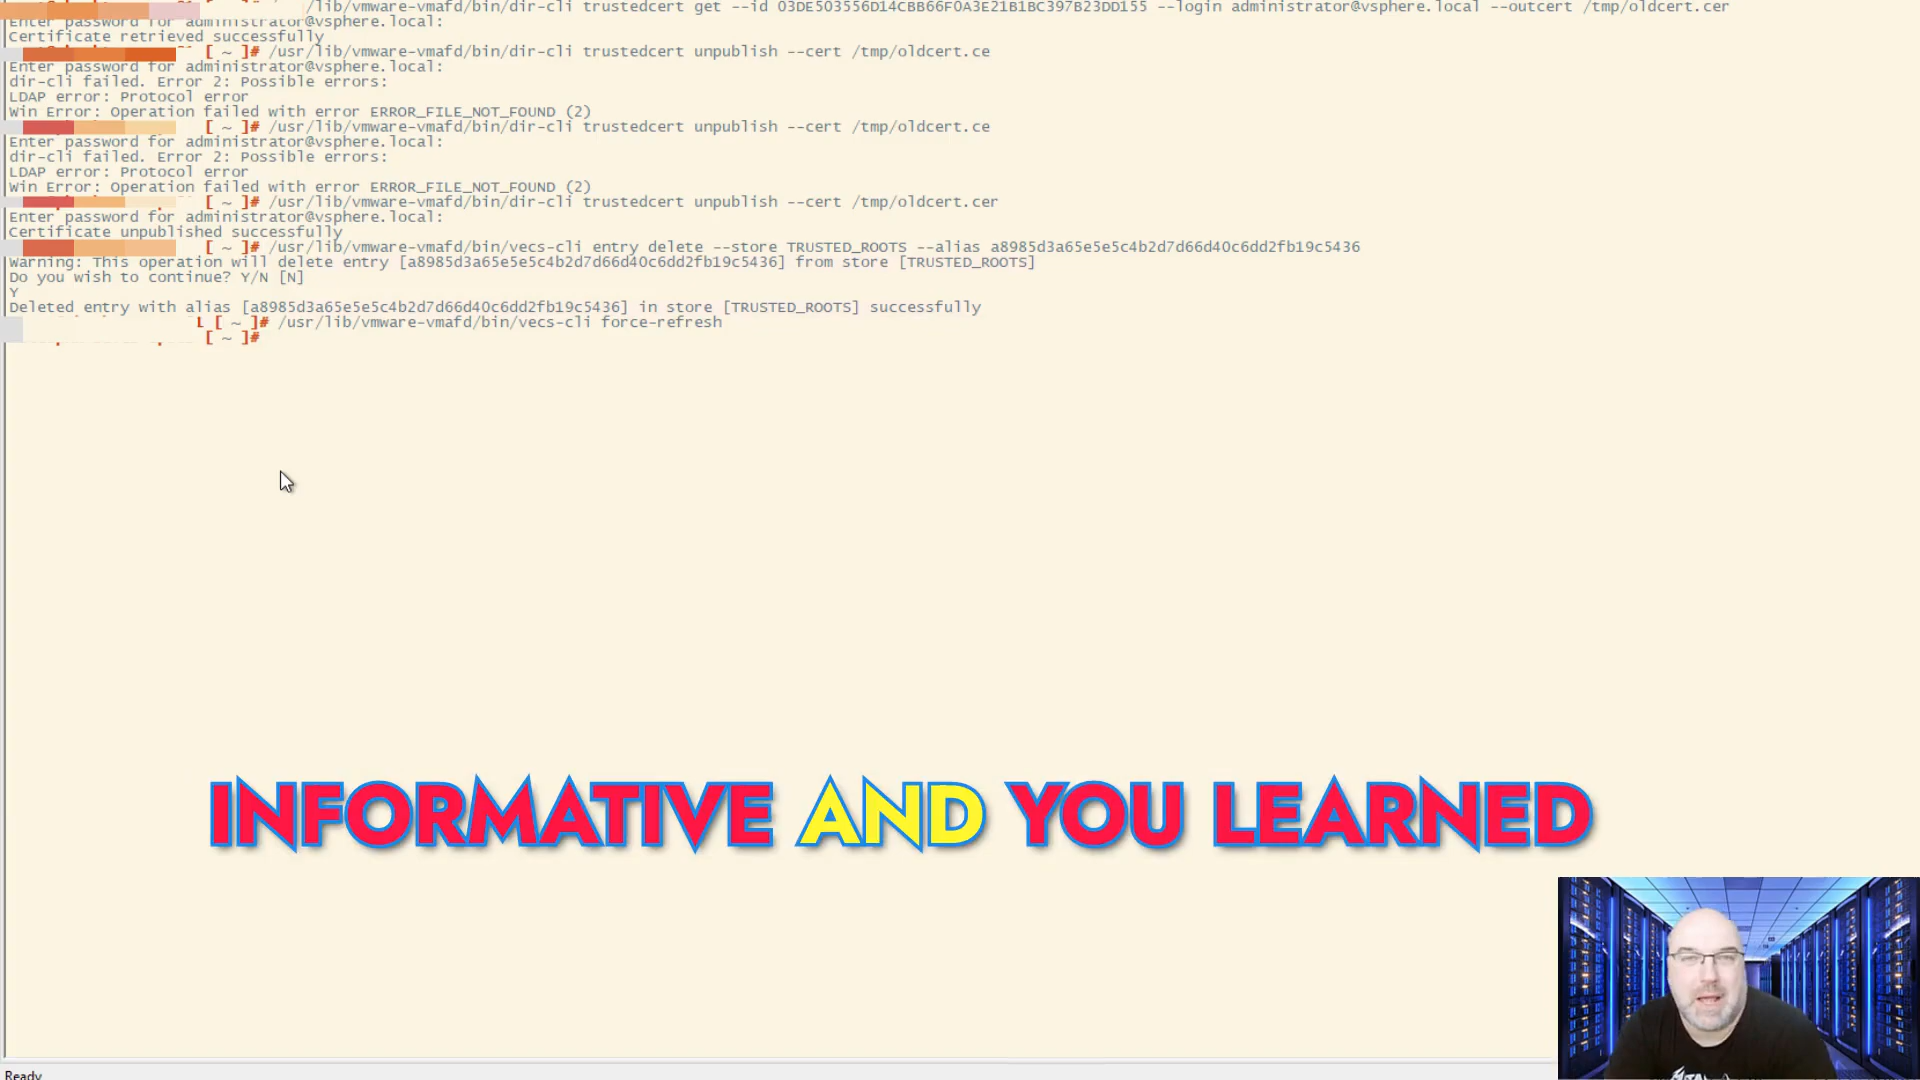 /lib/vmware-vmafd/bin/dir-cli trustedcert get --id 03DE503556D14CBB66F0A3E21B1BC397B23DD155 --login administrator@vsphere.local --outcert /tmp/oldcert.cer
Enter password for administrator@vsphere.local:
Certificate retrieved successfully
[ ~ ]# /usr/lib/vmware-vmafd/bin/dir-cli trustedcert unpublish --cert /tmp/oldcert.ce
Enter password for administrator@vsphere.local:
dir-cli failed. Error 2: Possible errors:
LDAP error: Protocol error
Win Error: Operation failed with error ERROR_FILE_NOT_FOUND (2)
[ ~ ]# /usr/lib/vmware-vmafd/bin/dir-cli trustedcert unpublish --cert /tmp/oldcert.ce
Enter password for administrator@vsphere.local:
dir-cli failed. Error 2: Possible errors:
LDAP error: Protocol error
Win Error: Operation failed with error ERROR_FILE_NOT_FOUND (2)
[ ~ ]# /usr/lib/vmware-vmafd/bin/dir-cli trustedcert unpublish --cert /tmp/oldcert.cer
Enter password for administrator@vsphere.local:
Certificate unpublished successfully
[ ~ ]# /usr/lib/vmware-vmafd/bin/vecs-cli entry delete --store TRUSTED_ROOTS --alias a8985d3a65e5e5c4b2d7d66d40c6dd2fb19c5436
Warning: This operation will delete entry [a8985d3a65e5e5c4b2d7d66d40c6dd2fb19c5436] from store [TRUSTED_ROOTS]
Do you wish to continue? Y/N [N]
Y
Deleted entry with alias [a8985d3a65e5e5c4b2d7d66d40c6dd2fb19c5436] in store [TRUSTED_ROOTS] successfully
L [ ~ ]# /usr/lib/vmware-vmafd/bin/vecs-cli force-refresh
[ ~ ]#
INFORMATIVE AND YOU LEARNED
Ready